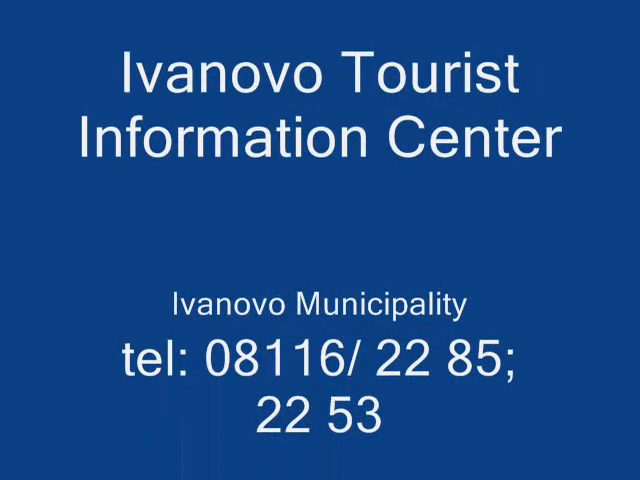 Ivanovo Tourist
Information Center
Ivanovo Municipality
tel: 08116/ 22 85;
22 53